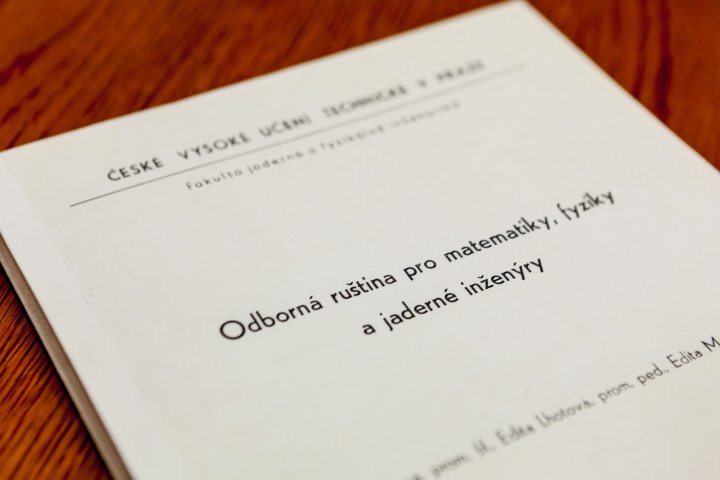 ČESKÉ VYSOKÉ UČENÍ TECHNICKÉ V PRAZE
Fakulta jaderná a fyzikálně inženýrská
Odborná ruština pro matematiky, fyziky
a jaderné inženýry
prom. fil., Edita Lhotová, prom. ped., Edita M